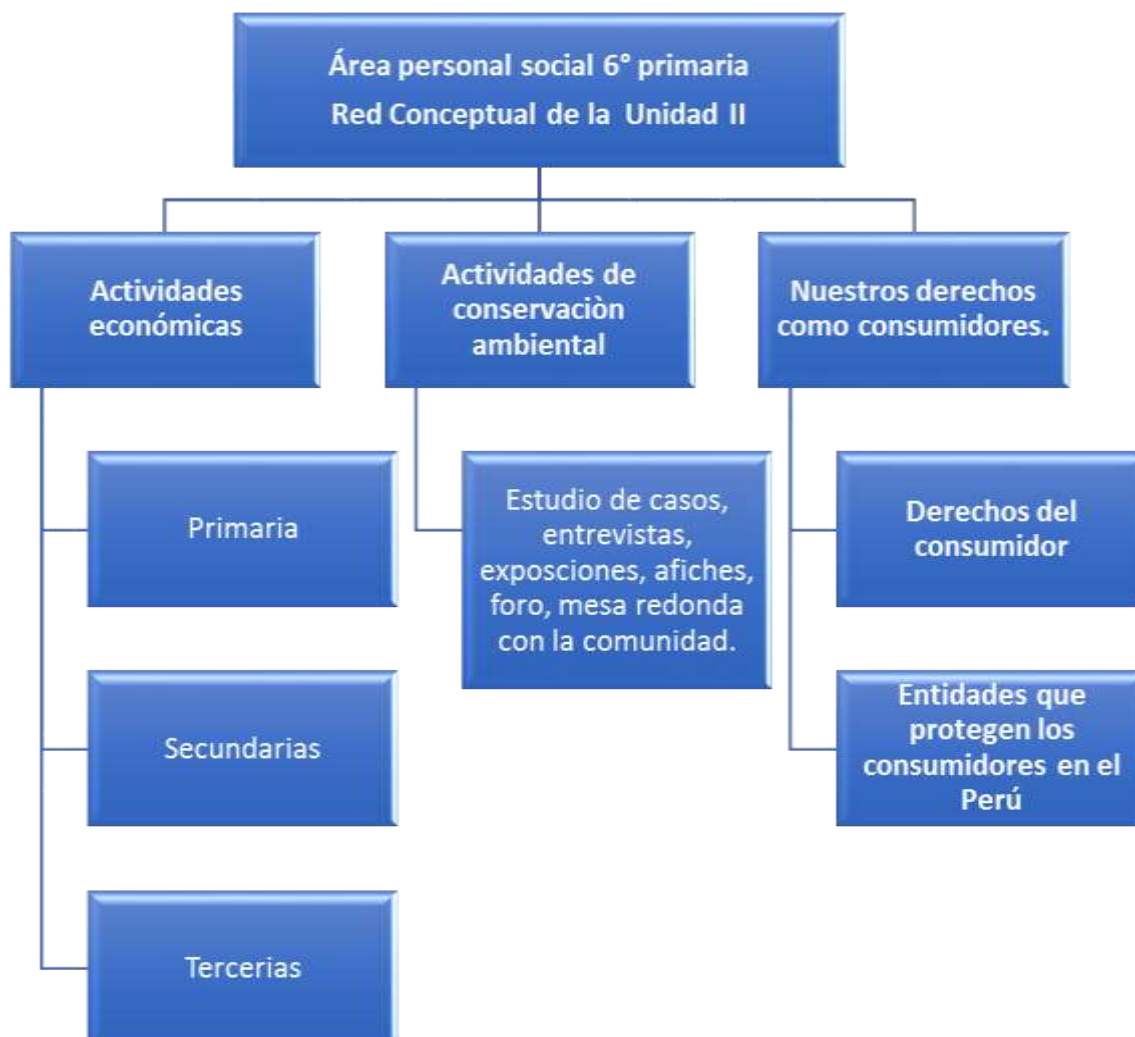 Área personal social 6° primaria
Red Conceptual de la Unidad II
Actividades
económicas
Primaria
Secundarias
Tercerias
Actividades de
conservaciòn
ambiental
Estudio de casos,
entrevistas,
exposciones, afiches,
foro, mesa redonda
con la comunidad.
Nuestros derechos
como consumidores.
Derechos del
consumidor
Entidades que
protegen los
consumidores en el
Perú